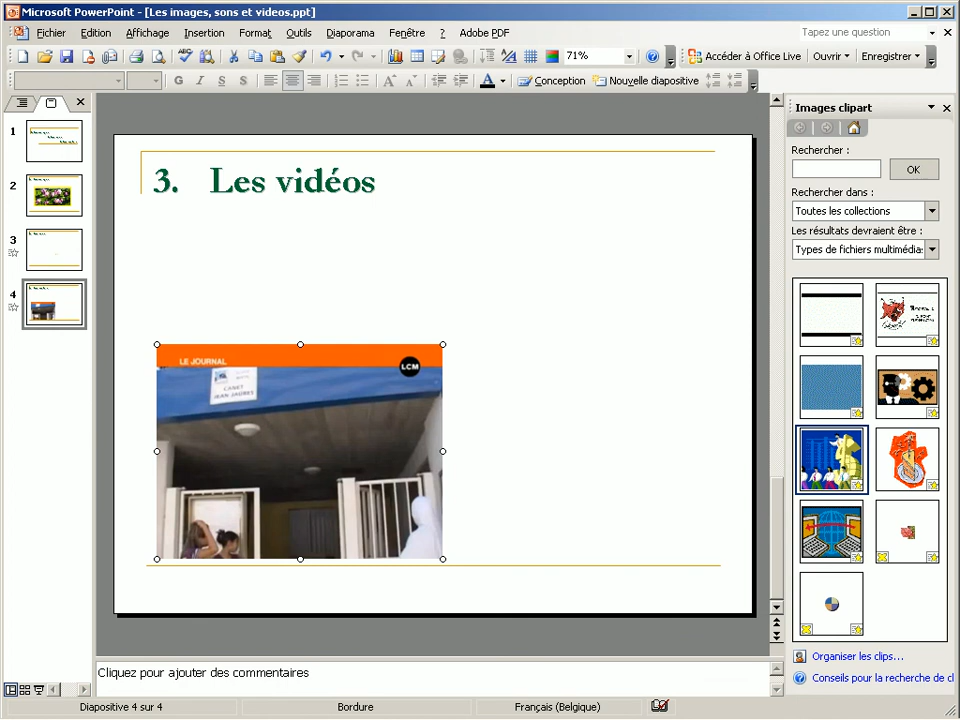 Microsoft PowerPoint - [Les images, sons et videos.ppt]
Fichier Edition Affichage Insertion Format Outils Diaporama Fenêtre ? Adobe PDF Tapez une question
71% Accéder à Office Live Ouvrir Enregistrer
G I S S Conception Nouvelle diapositive
Images clipart
1
2
3
4
3. Les vidéos
LE JOURNAL
LCM
CANET
JEAN JAURES
Rechercher :
OK
Rechercher dans :
Toutes les collections
Les résultats devraient être :
Types de fichiers multimédias
Organiser les clips...
Conseils pour la recherche de cl
Cliquez pour ajouter des commentaires
Diapositive 4 sur 4 Bordure Français (Belgique)